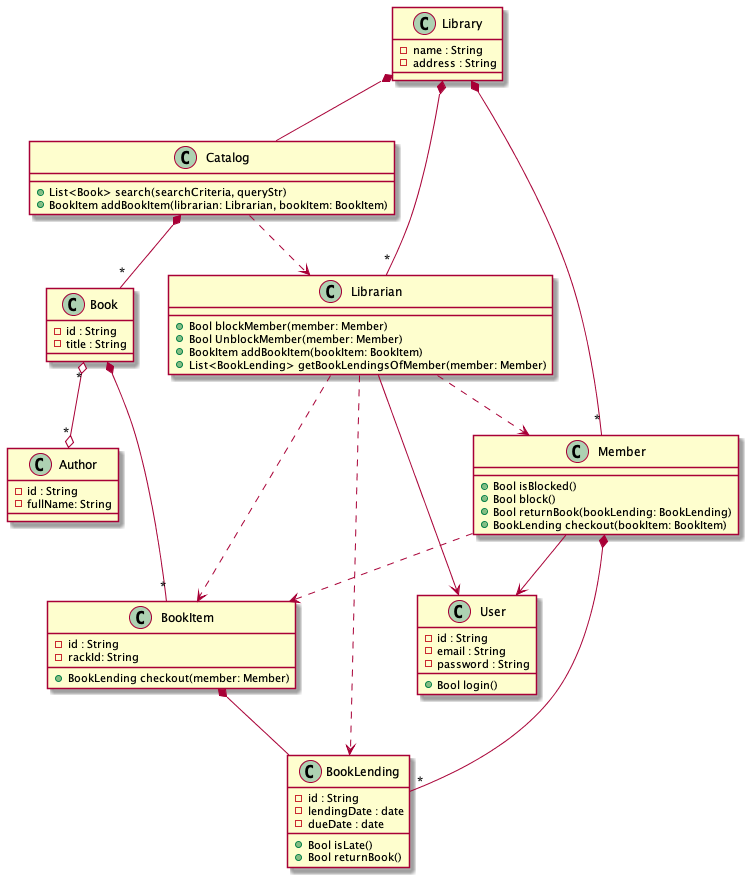 C Library
name : String
address : String
C Catalog
List<Book> search(searchCriteria, queryStr)
BookItem addBookItem(librarian: Librarian, bookItem: BookItem)
*
*
C Book
id : String
title : String
C Librarian
Bool blockMember(member: Member)
Bool UnblockMember(member: Member)
BookItem addBookItem(bookItem: BookItem)
List<BookLending> getBookLendingsOfMember(member: Member)
*
*
*
C Author
id : String
fullName: String
C Member
Bool isBlocked()
Bool block()
Bool returnBook(bookLending: BookLending)
BookLending checkout(bookItem: BookItem)
*
C BookItem
id : String
rackId: String
BookLending checkout(member: Member)
C User
id : String
email : String
password : String
Bool login()
*
C BookLending
id : String
lendingDate : date
dueDate : date
Bool isLate()
Bool returnBook()